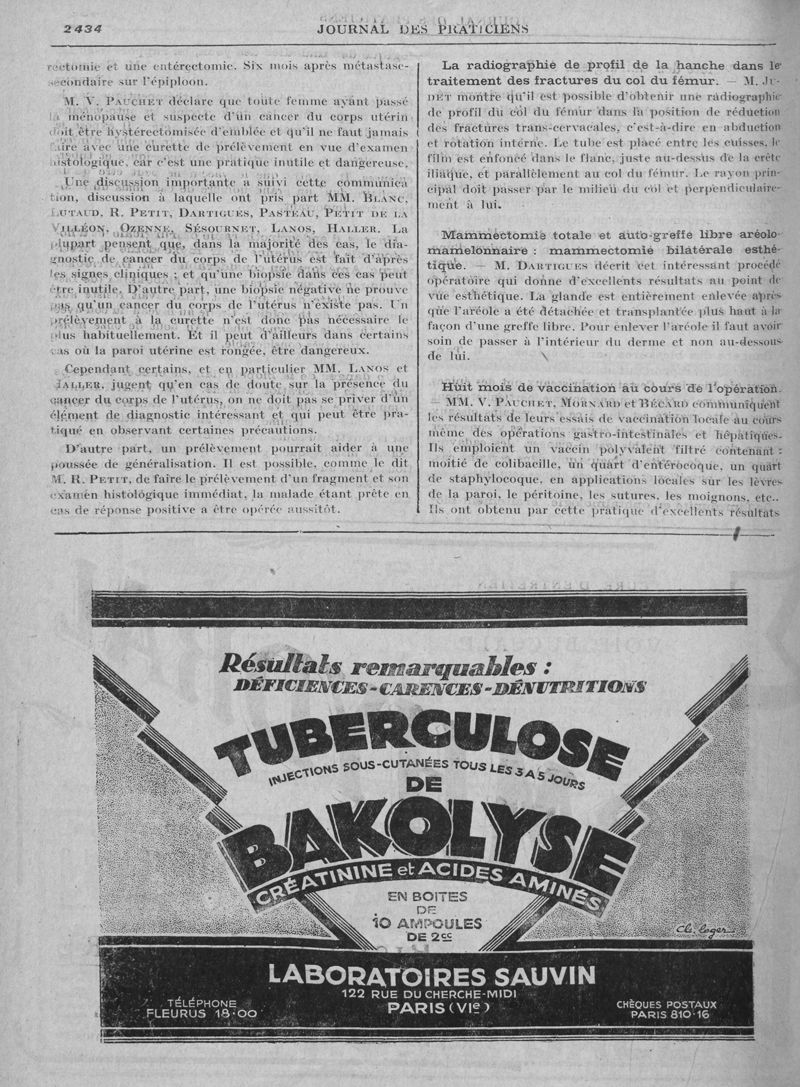 2434
JOURNAL DES PRATICIENS
rectomie et une entérectomie. Six mois après métastase
secondaire sur l'épiploon.
M. V. PAUCHET déclare que toute femme ayant passé
la ménopause et suspecte d'un cancer du corps utérin
doit être hystérectomisée d'emblée et qu'il ne faut jamais
faire avec une curette de prélèvement en vue d'examen
histologique, car c'est une pratique inutile et dangereuse.
Une discussion importante a suivi cette communica
tion, discussion à laquelle ont pris part MM. BLANC,
LUTAUD, R. PETIT, DARTIGUES, PASTEAU, PETIT DE LA
VILLÉON, OZENNE, SÉSOURNET, LANOS, HALLER. La
plupart pensent que, dans la majorité des cas, le dia-
gnostic de cancer du corps de l'utérus est fait d'après
les signes cliniques ; et qu'une biopsie dans ces cas peut
être inutile. D'autre part, une biopsie négative ne prouve
pas qu'un cancer du corps de l'utérus n'existe pas. Un
prélèvement à la curette n'est donc pas nécessaire le
plus habituellement. Et il peut d'ailleurs dans certains
cas où la paroi utérine est rongée, être dangereux.
Cependant certains, et en particulier MM. LANOS et
HALLER, jugent qu'en cas de doute sur la présence du
cancer du corps de l'utérus, on ne doit pas se priver d'un
élément de diagnostic intéressant et qui peut être pra-
tiqué en observant certaines précautions.
D'autre part, un prélèvement pourrait aider à une
poussée de généralisation. Il est possible, comme le dit
M. R. PETIT, de faire le prélèvement d'un fragment et son
examen histologique immédiat, la malade étant prête en
cas de réponse positive à être opérée aussitôt.
La radiographie de profil de la hanche dans le
traitement des fractures du col du fémur. — M. JU-
DET montre qu'il est possible d'obtenir une radiographie
de profil du col du fémur dans la position de réduction
des fractures trans-cervacales, c'est-à-dire en abduction
et rotation interne. Le tube est placé entre les cuisses, le
film est enfoncé dans le flanc, juste au-dessus de la crête
iliaque, et parallèlement au col du fémur. Le rayon prin-
cipal doit passer par le milieu du col et perpendiculaire-
ment à lui.
Mammectomie totale et auto-greffe libre aréolo-
mamelonnaire : mammectomie bilatérale esthé-
tique. — M. DARTIGUES décrit cet intéressant procédé
opératoire qui donne d'excellents résultats au point de
vue esthétique. La glande est entièrement enlevée après
que l'aréole a été détachée et transplantée plus haut à la
façon d'une greffe libre. Pour enlever l'aréole il faut avoir
soin de passer à l'intérieur du derme et non au-dessous
de lui.
Huit mois de vaccination au cours de l'opération.
— MM. V. PAUCHET, MORNARD et BÉCARD communiquent
les résultats de leurs essais de vaccination locale au cours
même des opérations gastro-intestinales et hépatiques.
Ils emploient un vaccin polyvalent filtré contenant :
moitié de colibacille, un quart d'entérocoque, un quart
de staphylocoque, en applications locales sur les lèvres
de la paroi, le péritoine, les sutures, les moignons, etc..
Ils ont obtenu par cette pratique d'excellents résultats
Résultats remarquables :
DÉFICIENCES-CARENCES-DÉNUTRITIONS
TUBERCULOSE
INJECTIONS SOUS-CUTANÉES TOUS LES 3 A 5 JOURS
DE
BAKOLYSE
CRÉATININE et ACIDES AMINÉS
EN BOITES
DE
10 AMPOULES
DE 2cc
Ch. Loger
LABORATOIRES SAUVIN
122 RUE DU CHERCHE-MIDI
PARIS (VIe)
TÉLÉPHONE
FLEURUS 18·00
CHÈQUES POSTAUX
PARIS 810·16